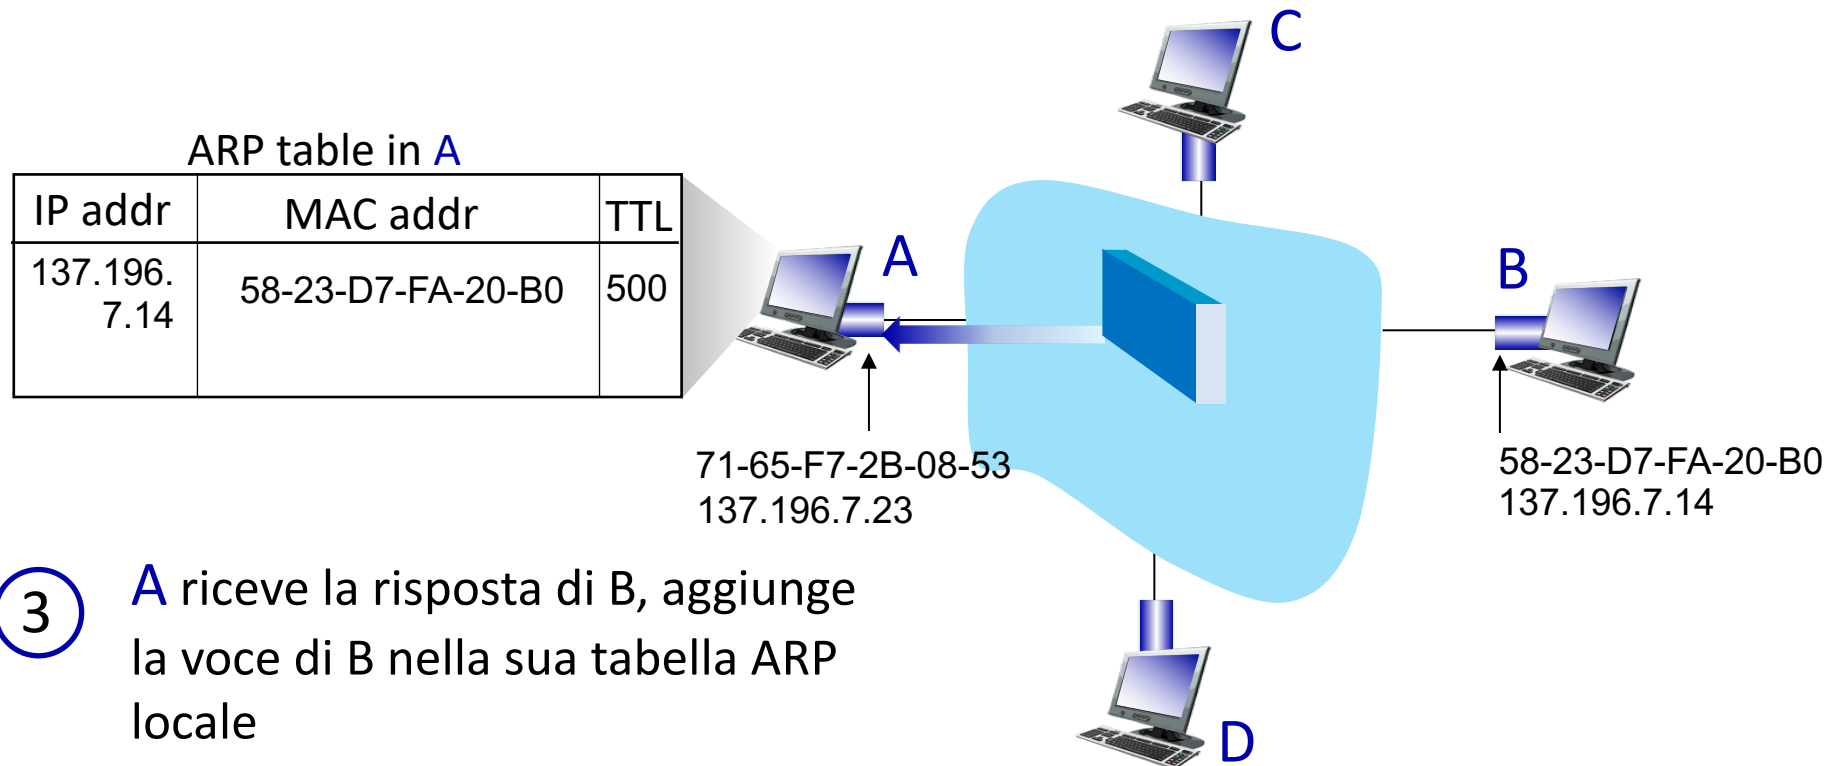 C
ARP table in A
IP addr MAC addr TTL
137.196.
7.14
58-23-D7-FA-20-B0 500
A
B
71-65-F7-2B-08-53
137.196.7.23
58-23-D7-FA-20-B0
137.196.7.14
3
A riceve la risposta di B, aggiunge
la voce di B nella sua tabella ARP
locale
D